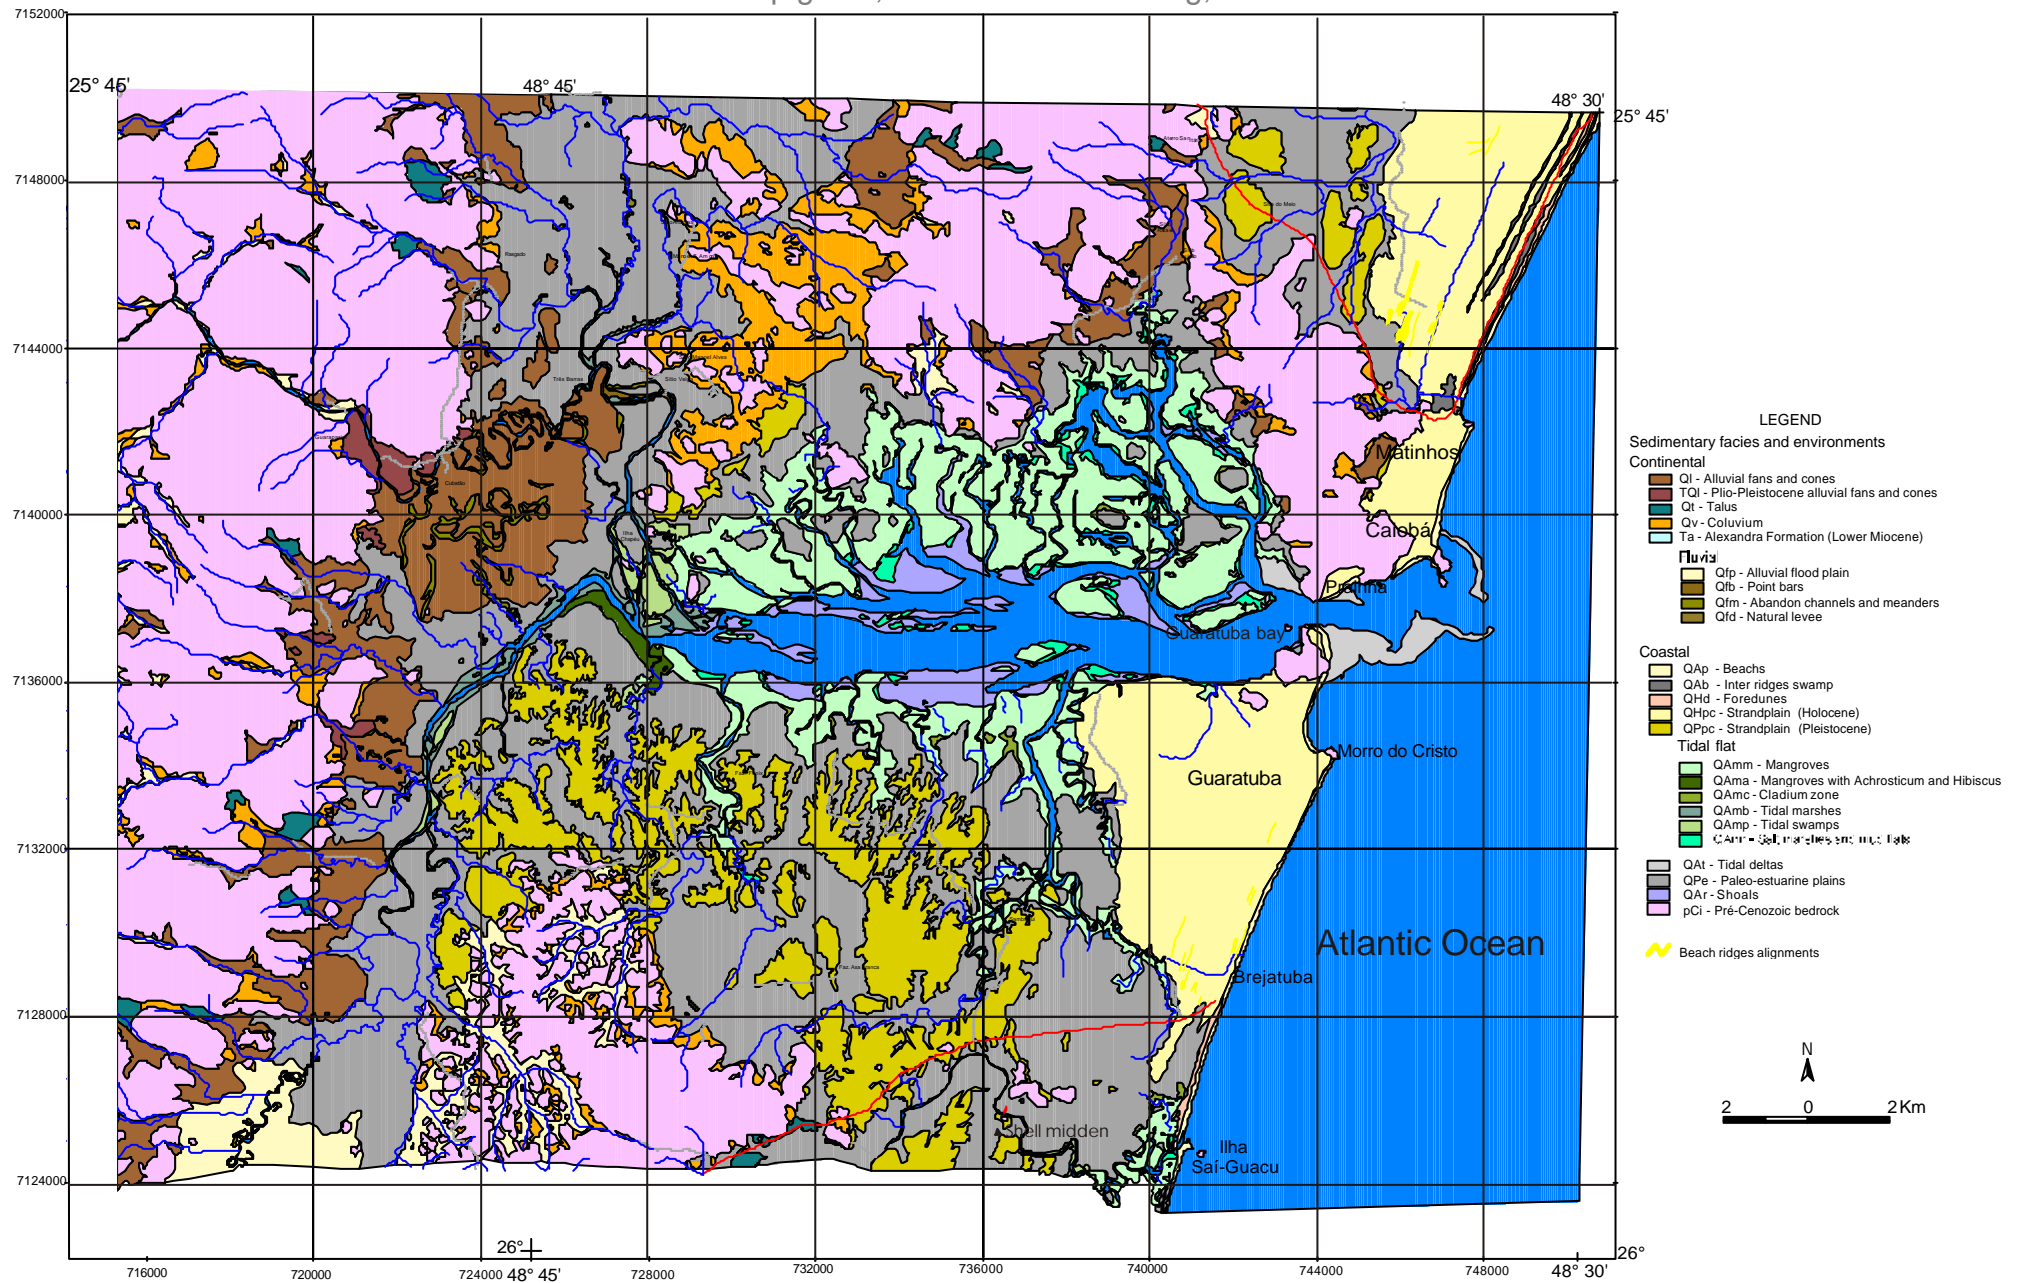 7152000
25° 45'
48° 45'
48° 30'
25° 45'
7148000
7144000
7140000
7136000
7132000
7128000
7124000
Três Barras
Cubatão
Ilha
Matinhos
Caiobá
Prainha
Guaratuba bay
Morro do Cristo
Guaratuba
Atlantic Ocean
Brejatuba
Shell midden
Ilha
Saí-Guacu
LEGEND
Sedimentary facies and environments
Continental
Ql - Alluvial fans and cones
TQl - Plio-Pleistocene alluvial fans and cones
Qt - Talus
Qv - Coluvium
Ta - Alexandra Formation (Lower Miocene)
Fluvial
Qfp - Alluvial flood plain
Qfb - Point bars
Qfm - Abandon channels and meanders
Qfd - Natural levee
Coastal
QAp - Beachs
QAb - Inter ridges swamp
QHd - Foredunes
QHpc - Strandplain (Holocene)
QPpc - Strandplain (Pleistocene)
Tidal flat
QAmm - Mangroves
QAma - Mangroves with Achrosticum and Hibiscus
QAmc - Cladium zone
QAmb - Tidal marshes
QAmp - Tidal swamps
QAt - Tidal deltas
QPe - Paleo-estuarine plains
QAr - Shoals
pCi - Pré-Cenozoic bedrock
Beach ridges alignments
N
2 0 2 Km
26°
26°
716000 720000 724000 48° 45' 728000 732000 736000 740000 744000 748000 48° 30'